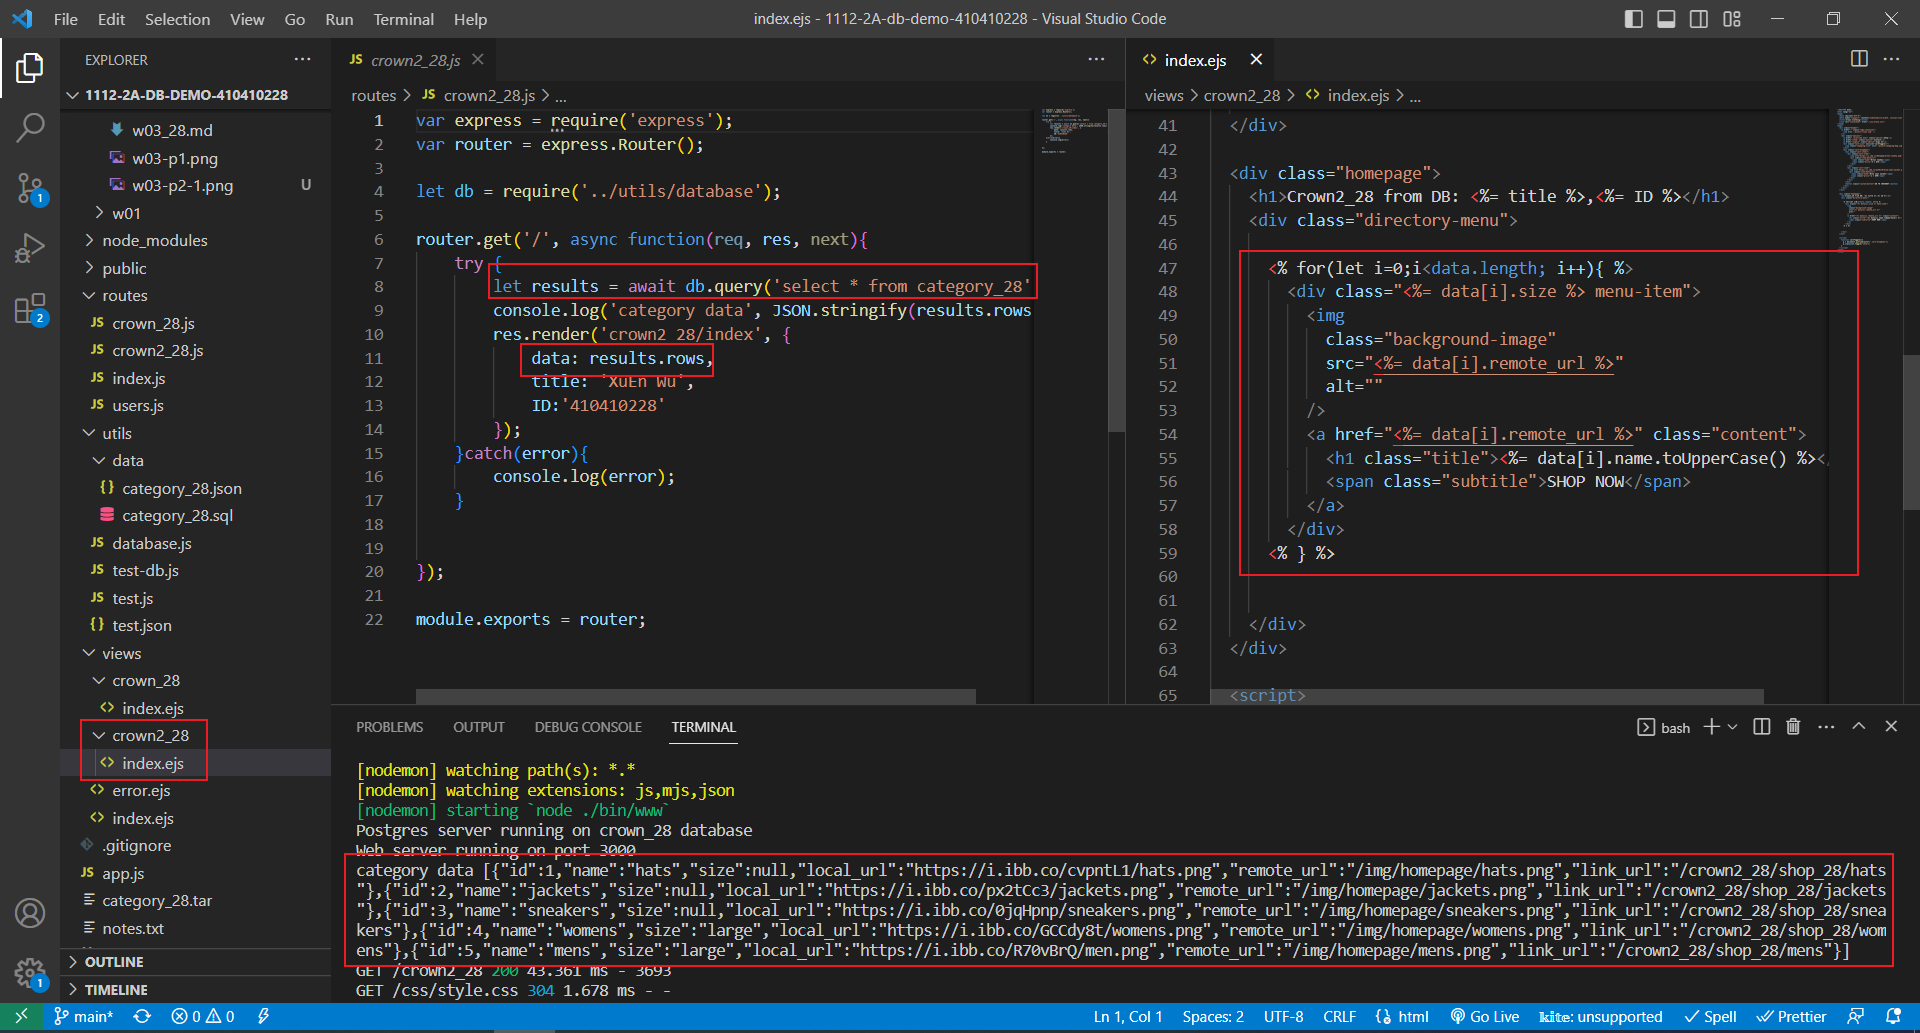 File Edit Selection View Go Run Terminal Help
index.ejs - 1112-2A-db-demo-410410228 - Visual Studio Code
EXPLORER
1112-2A-DB-DEMO-410410228
w03_28.md
w03-p1.png
w03-p2-1.png U
w01
node_modules
public
routes
crown_28.js
crown2_28.js
index.js
users.js
utils
data
category_28.json
category_28.sql
database.js
test-db.js
test.js
test.json
views
crown_28
index.ejs
crown2_28
index.ejs
error.ejs
index.ejs
.gitignore
app.js
category_28.tar
notes.txt
OUTLINE
TIMELINE
1
2
1
crown2_28.js
routes > crown2_28.js > ...
1 var express = require('express');
2 var router = express.Router();
3
4 let db = require('../utils/database');
5
6 router.get('/', async function(req, res, next){
7 try {
8 let results = await db.query('select * from category_28'
9 console.log('category data', JSON.stringify(results.rows
10 res.render('crown2_28/index', {
11 data: results.rows,
12 title: 'XuEn Wu',
13 ID:'410410228'
14 });
15 }catch(error){
16 console.log(error);
17 }
18
19
20 });
21
22 module.exports = router;
index.ejs
views > crown2_28 > index.ejs > ...
41 </div>
42
43 <div class="homepage">
44 <h1>Crown2_28 from DB: <%= title %>,<%= ID %></h1>
45 <div class="directory-menu">
46
47 <% for(let i=0;i<data.length; i++){ %>
48 <div class="<%= data[i].size %> menu-item">
49 <img
50 class="background-image"
51 src="<%= data[i].remote_url %>"
52 alt=""
53 />
54 <a href="<%= data[i].remote_url %>" class="content">
55 <h1 class="title"><%= data[i].name.toUpperCase() %></
56 <span class="subtitle">SHOP NOW</span>
57 </a>
58 </div>
59 <% } %>
60
61
62 </div>
63 </div>
64
65 <script>
PROBLEMS OUTPUT DEBUG CONSOLE TERMINAL
bash
[nodemon] watching path(s): *.*
[nodemon] watching extensions: js,mjs,json
[nodemon] starting `node ./bin/www`
Postgres server running on crown_28 database
Web server running on port 3000
category data [{"id":1,"name":"hats","size":null,"local_url":"https://i.ibb.co/cvpntL1/hats.png","remote_url":"/img/homepage/hats.png","link_url":"/crown2_28/shop_28/hats
"},{"id":2,"name":"jackets","size":null,"local_url":"https://i.ibb.co/px2tCc3/jackets.png","remote_url":"/img/homepage/jackets.png","link_url":"/crown2_28/shop_28/jackets
"},{"id":3,"name":"sneakers","size":null,"local_url":"https://i.ibb.co/0jqHpnp/sneakers.png","remote_url":"/img/homepage/sneakers.png","link_url":"/crown2_28/shop_28/snea
kers"},{"id":4,"name":"womens","size":"large","local_url":"https://i.ibb.co/GCCdy8t/womens.png","remote_url":"/img/homepage/womens.png","link_url":"/crown2_28/shop_28/wom
ens"},{"id":5,"name":"mens","size":"large","local_url":"https://i.ibb.co/R70vBrQ/men.png","remote_url":"/img/homepage/mens.png","link_url":"/crown2_28/shop_28/mens"}]
GET /crown2_28 200 43.361 ms - 3693
GET /css/style.css 304 1.678 ms - -
main* 0 0 Ln 1, Col 1 Spaces: 2 UTF-8 CRLF html Go Live kite: unsupported Spell Prettier